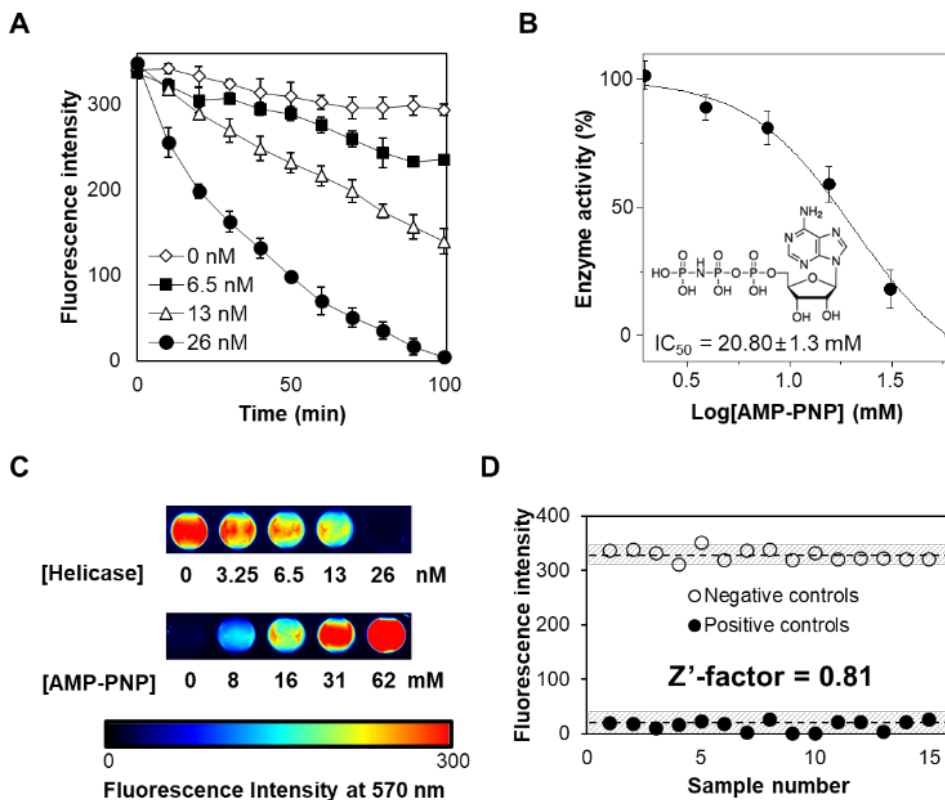 A
Fluorescence intensity
300
200
100
0
0 nM
6.5 nM
13 nM
26 nM
0 50 100
Time (min)
B
Enzyme activity (%)
100
50
0
NH₂
N N
N N
O O O
HO-P-N-P-O-P-O
H
OH OH OH
O
OH OH
IC₅₀ = 20.80±1.3 mM
0.5 1.0 1.5
Log[AMP-PNP] (mM)
C
[Helicase] 0 3.25 6.5 13 26 nM
[AMP-PNP] 0 8 16 31 62 mM
0 300
Fluorescence Intensity at 570 nm
D
Fluorescence intensity
400
300
200
100
0
Negative controls
Positive controls
Z’-factor = 0.81
0 5 10 15
Sample number